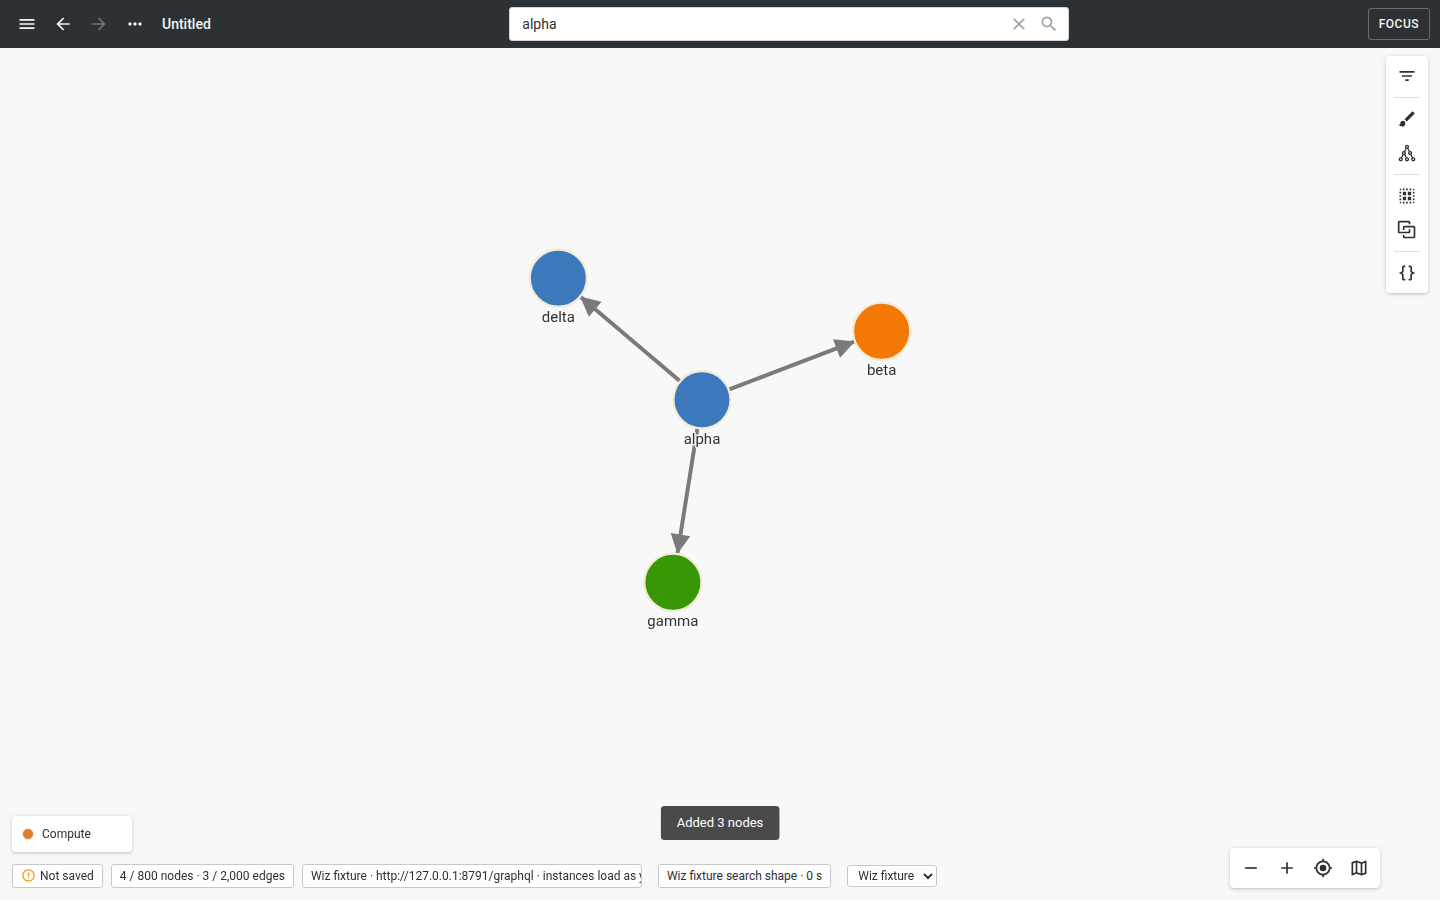 Untitled
alpha
FOCUS
delta
beta
alpha
gamma
Added 3 nodes
Compute
Not saved
4 / 800 nodes · 3 / 2,000 edges
Wiz fixture · http://127.0.0.1:8791/graphql · instances load as
Wiz fixture search shape · 0 s
Wiz fixture